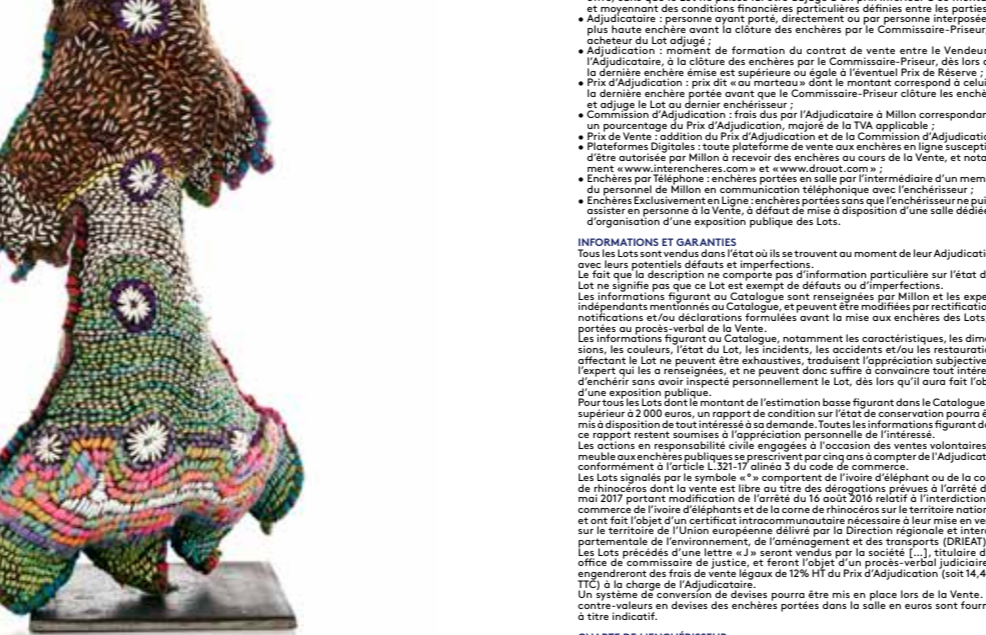 et moyennant des conditions financières particulières définies entre les parties
• Adjudicataire : personne ayant porté, directement ou par personne interposée
plus haute enchère avant la clôture des enchères par le Commissaire-Priseur,
acheteur du Lot adjugé ;
• Adjudication : moment de formation du contrat de vente entre le Vendeur
l’Adjudicataire, à la clôture des enchères par le Commissaire-Priseur, dès lors
la dernière enchère émise est supérieure ou égale à l’éventuel Prix de Réserve ;
• Prix d’Adjudication : prix dit « au marteau » dont le montant correspond à celui
la dernière enchère portée avant que le Commissaire-Priseur clôture les enchè
et adjuge le Lot au dernier enchérisseur ;
• Commission d’Adjudication : frais dus par l’Adjudicataire à Millon correspondan
un pourcentage du Prix d’Adjudication, majoré de la TVA applicable ;
• Prix de Vente : addition du Prix d’Adjudication et de la Commission d’Adjudicatio
• Plateformes Digitales : toute plateforme de vente aux enchères en ligne suscepti
d’être autorisée par Millon à recevoir des enchères au cours de la Vente, et nota
ment « www.interencheres.com » et « www.drouot.com » ;
• Enchères par Téléphone : enchères portées en salle par l’intermédiaire d’un mem
du personnel de Millon en communication téléphonique avec l’enchérisseur ;
• Enchères Exclusivement en Ligne : enchères portées sans que l’enchérisseur ne pui
assister en personne à la Vente, à défaut de mise à disposition d’une salle dédiée
d’organisation d’une exposition publique des Lots.
INFORMATIONS ET GARANTIES
Tous les Lots sont vendus dans l’état où ils se trouvent au moment de leur Adjudicati
avec leurs potentiels défauts et imperfections.
Le fait que la description ne comporte pas d’information particulière sur l’état d
Lot ne signifie pas que ce Lot est exempt de défauts ou d’imperfections.
Les informations figurant au Catalogue sont renseignées par Millon et les expe
indépendants mentionnés au Catalogue, et peuvent être modifiées par rectification
notifications et/ou déclarations formulées avant la mise aux enchères des Lots,
portées au procès-verbal de la Vente.
Les informations figurant au Catalogue, notamment les caractéristiques, les dime
sions, les couleurs, l’état du Lot, les incidents, les accidents et/ou les restauratio
affectant le Lot ne peuvent être exhaustives, traduisent l’appréciation subjective
l’expert qui les a renseignées, et ne peuvent donc suffire à convaincre tout intére
d’enchérir sans avoir inspecté personnellement le Lot, dès lors qu’il aura fait l’ob
d’une exposition publique.
Pour tous les Lots dont le montant de l’estimation basse figurant dans le Catalogue
supérieur à 2 000 euros, un rapport de condition sur l’état de conservation pourra ê
mis à disposition de tout intéressé à sa demande. Toutes les informations figurant da
ce rapport restent soumises à l’appréciation personnelle de l’intéressé.
Les actions en responsabilité civile engagées à l’occasion des ventes volontaires
meuble aux enchères publiques se prescrivent par cinq ans à compter de l’Adjudicat
conformément à l’article L.321-17 alinéa 3 du code de commerce.
Les Lots signalés par le symbole « ° » comportent de l’ivoire d’éléphant ou de la co
de rhinocéros dont la vente est libre au titre des dérogations prévues à l’arrêté d
mai 2017 portant modification de l’arrêté du 16 août 2016 relatif à l’interdiction
commerce de l’ivoire d’éléphants et de la corne de rhinocéros sur le territoire nation
et ont fait l’objet d’un certificat intracommunautaire nécessaire à leur mise en ve
sur le territoire de l’Union européenne délivré par la Direction régionale et inter
partementale de l’environnement, de l’aménagement et des transports (DRIEAT)
Les Lots précédés d’une lettre « J » seront vendus par la société [...], titulaire d
office de commissaire de justice, et feront l’objet d’un procès-verbal judiciaire
engendreront des frais de vente légaux de 12% HT du Prix d’Adjudication (soit 14,4
TTC) à la charge de l’Adjudicataire.
Un système de conversion de devises pourra être mis en place lors de la Vente.
contre-valeurs en devises des enchères portées dans la salle en euros sont fourn
à titre indicatif.